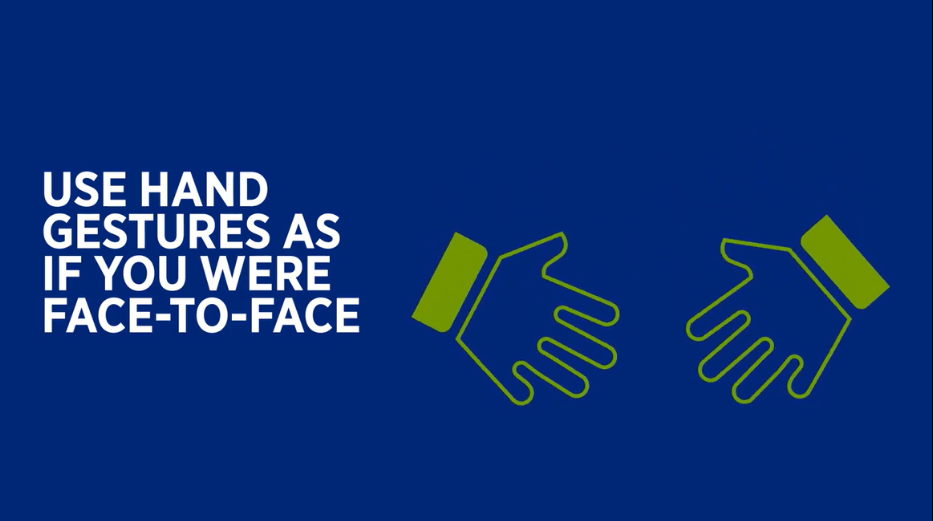 USE HAND
GESTURES AS
IF YOU WERE
FACE-TO-FACE